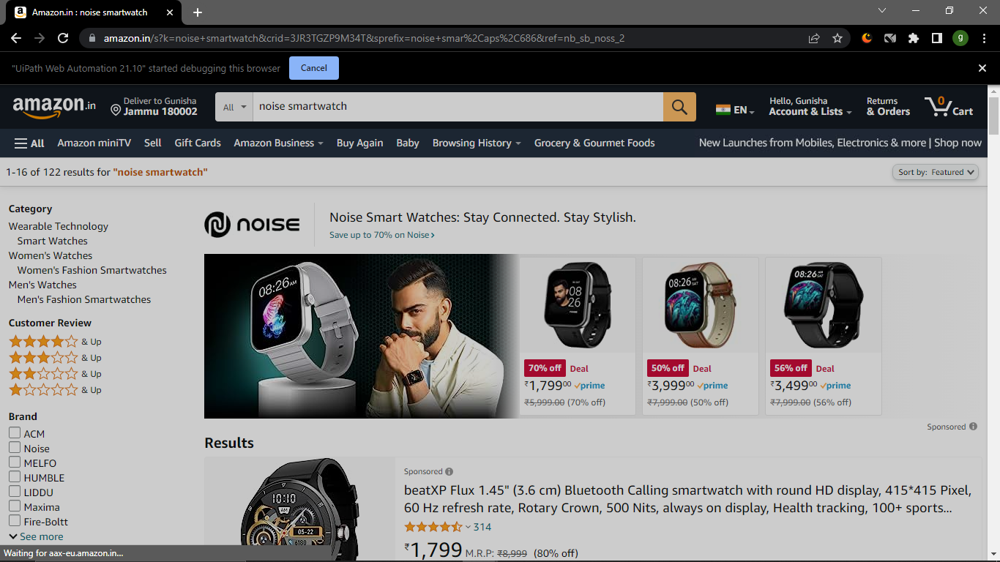 Amazon.in : noise smartwatch
amazon.in/s?k=noise+smartwatch&crid=3JR3TGZP9M34T&sprefix=noise+smar%2Caps%2C686&ref=nb_sb_noss_2
g
"UiPath Web Automation 21.10" started debugging this browser
Cancel
amazon.in
Deliver to Gunisha
Jammu 180002
All
noise smartwatch
EN
Hello, Gunisha
Account & Lists
Returns
& Orders
0
Cart
All
Amazon miniTV
Sell
Gift Cards
Amazon Business
Buy Again
Baby
Browsing History
Grocery & Gourmet Foods
New Launches from Mobiles, Electronics & more | Shop now
1-16 of 122 results for "noise smartwatch"
Sort by: Featured
Category
Wearable Technology
Smart Watches
Women's Watches
Women's Fashion Smartwatches
Men's Watches
Men's Fashion Smartwatches
Customer Review
& Up
& Up
& Up
& Up
Brand
ACM
Noise
MELFO
HUMBLE
LIDDU
Maxima
Fire-Boltt
See more
NOISE
Noise Smart Watches: Stay Connected. Stay Stylish.
Save up to 70% on Noise
08:26 AM
08
26
70% off Deal
₹1,799.00 prime
₹5,999.00 (70% off)
08:26 AM
50% off Deal
₹3,999.00 prime
₹7,999.00 (50% off)
08:26 AM
56% off Deal
₹3,499.00 prime
₹7,999.00 (56% off)
Sponsored
Results
10:10
AM
05-22
6180
Sponsored
beatXP Flux 1.45" (3.6 cm) Bluetooth Calling smartwatch with round HD display, 415*415 Pixel,
60 Hz refresh rate, Rotary Crown, 500 Nits, always on display, Health tracking, 100+ sports...
314
₹1,799 M.R.P: ₹8,999 (80% off)
Waiting for aax-eu.amazon.in...